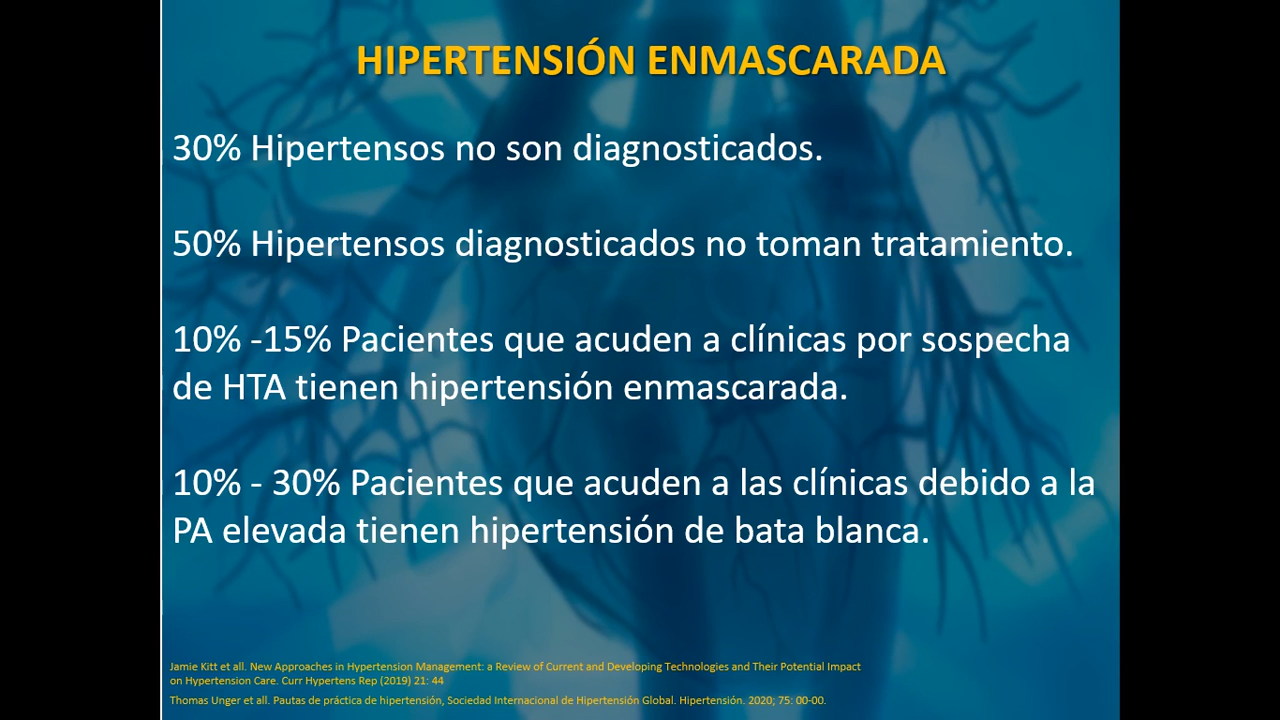 HIPERTENSIÓN ENMASCARADA
30% Hipertensos no son diagnosticados.
50% Hipertensos diagnosticados no toman tratamiento.
10% -15% Pacientes que acuden a clínicas por sospecha
de HTA tienen hipertensión enmascarada.
10% - 30% Pacientes que acuden a las clínicas debido a la
PA elevada tienen hipertensión de bata blanca.
Jamie Kitt et all. New Approaches in Hypertension Management: a Review of Current and Developing Technologies and Their Potential Impact
on Hypertension Care. Curr Hypertens Rep (2019) 21: 44
Thomas Unger et all. Pautas de práctica de hipertensión, Sociedad Internacional de Hipertensión Global. Hipertensión. 2020; 75: 00-00.